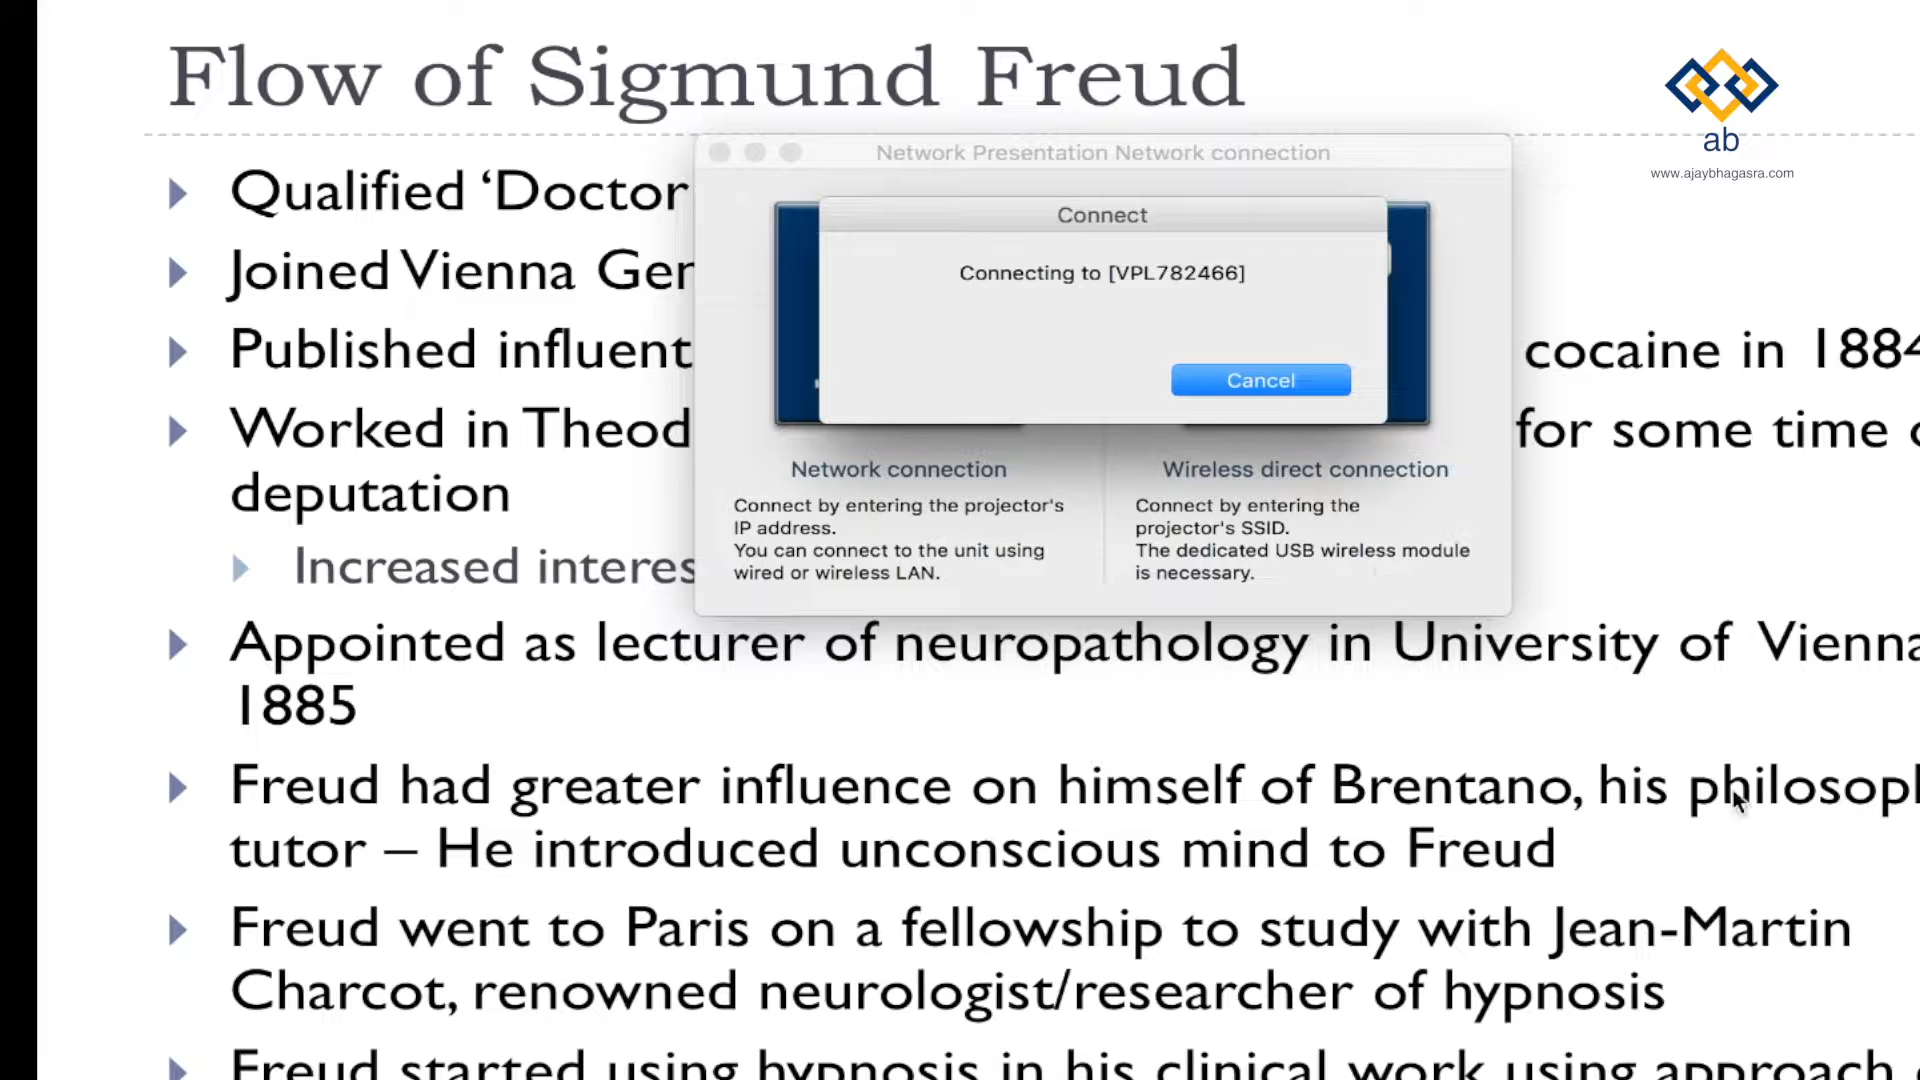 Flow of Sigmund Freud
ab
www.ajaybhagasra.com
Qualified ‘Doctor
Joined Vienna Gen
Published influent cocaine in 1884
Worked in Theod for some time
deputation
Increased interes
Appointed as lecturer of neuropathology in University of Vienna
1885
Freud had greater influence on himself of Brentano, his philosoph
tutor – He introduced unconscious mind to Freud
Freud went to Paris on a fellowship to study with Jean-Martin
Charcot, renowned neurologist/researcher of hypnosis
Freud started using hypnosis in his clinical work using approach
Network Presentation Network connection
Connect
Connecting to [VPL782466]
Cancel
Network connection
Connect by entering the projector's
IP address.
You can connect to the unit using
wired or wireless LAN.
Wireless direct connection
Connect by entering the
projector's SSID.
The dedicated USB wireless module
is necessary.